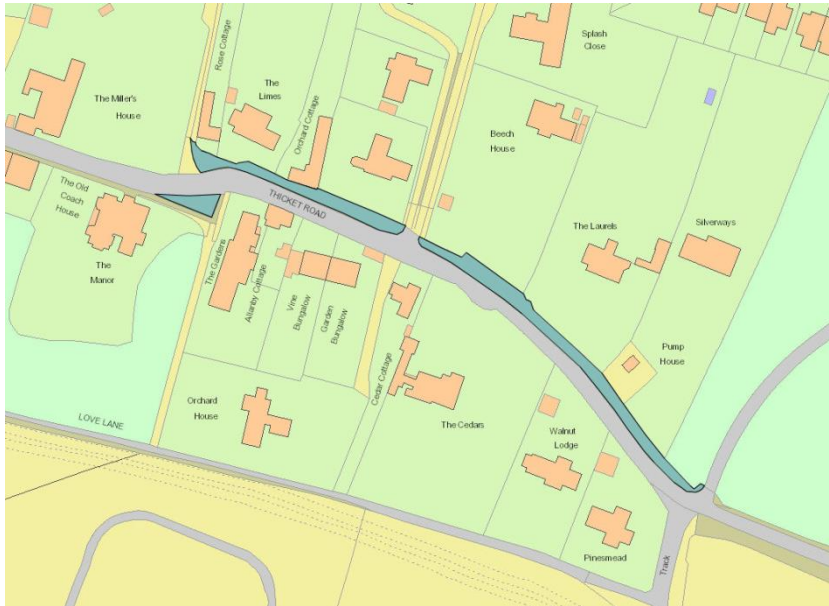 Splash
Close
Rose Cottage
The
Limes
The Miller's
House
Orchard Cottage
Beech
House
THICKET ROAD
The Old
Coach
House
The
Manor
The Gardens
Allanby Cottage
Vine
Bungalow
Garden
Bungalow
The Laurels
Silverways
Pump
House
Cedar Cottage
Orchard
House
The Cedars
LOVE LANE
Walnut
Lodge
Pinesmead
Track